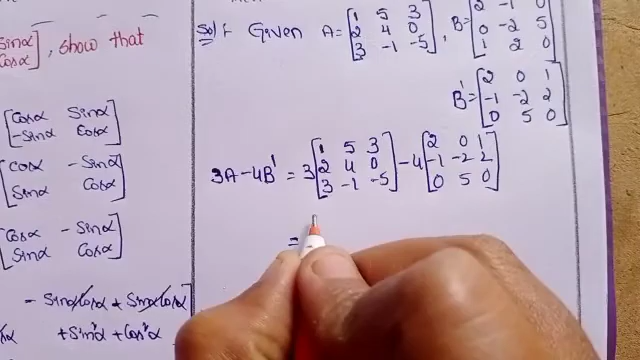 Sinα], show that
Cosα]
[Cosα Sinα]
[-Sinα Cosα]
[Cosα -Sinα]
[Sinα Cosα]
[Cosα -Sinα]
[Sinα Cosα]
- Sinαcosα + Sinαcosα]
+Sin²α + Cos²α
Sol:- Given A = [1 5 3
2 4 0
3 -1 -5], B = [2 -1 0
0 -2 5
1 2 0
B' = [2 0 1
-1 -2 2
0 5 0]
3A-4B' = 3[1 5 3
2 4 0
3 -1 -5] - 4[2 0 1
-1 -2 2
0 5 0]
=